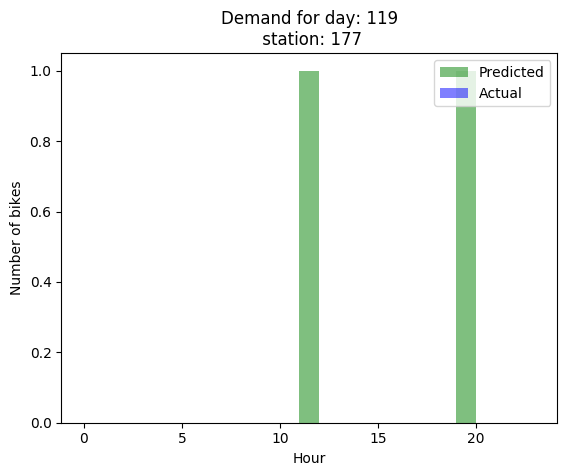 Demand for day: 119
station: 177
Predicted
Actual
1.0
0.8
0.6
0.4
0.2
0.0
Number of bikes
0 5 10 15 20
Hour